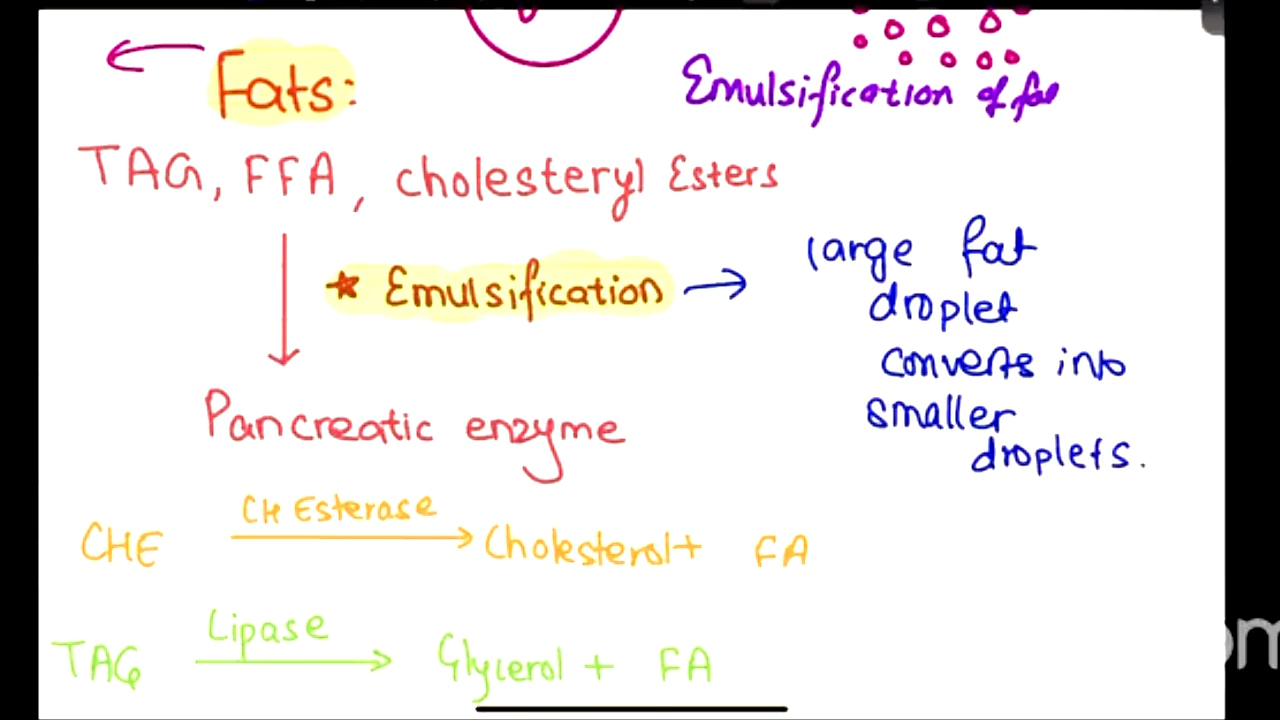 Fats:
Emulsification of fat
TAG, FFA, cholesteryl Esters
* Emulsification →
large fat
droplet
converts into
smaller
droplets.
Pancreatic enzyme
CHE CH Esterase → Cholesterol + FA
TAG Lipase → Glycerol + FA
om